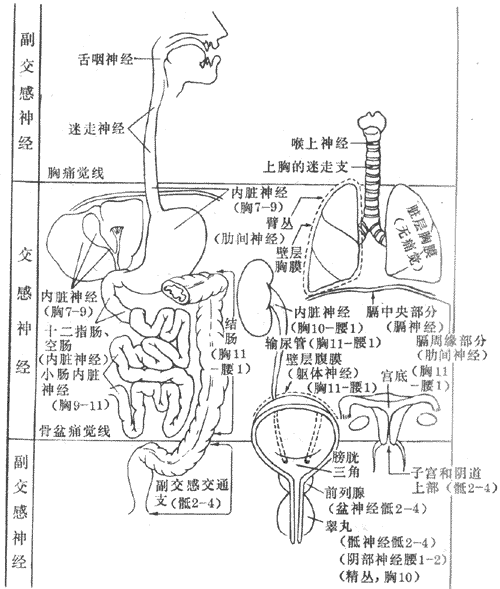 副交感神经
舌咽神经
迷走神经
喉上神经
上胸的迷走支
胸痛觉线
交感神经
内脏神经
(胸7-9)
臂丛
(肋间神经)
壁层
胸膜
脏层胸膜
(无痛觉)
内脏神经
(胸7-9)
十二指肠、
空肠
(内脏神经)
小肠内脏
神经
(胸9-11)
结肠
(胸11
-腰1)
内脏神经
(胸10-腰1)
输尿管(胸11-腰1)
壁层腹膜
(躯体神经)
(胸11-腰1)
膈中央部分
(膈神经)
膈周缘部分
(肋间神经)
(胸11
-腰1)
宫底
骨盆痛觉线
副交感神经
副交感交通
支(骶2-4)
膀胱
三角
前列腺
(盆神经骶2-4)
睾丸
(骶神经骶2-4)
(阴部神经腰1-2)
(精丛,胸10)
子宫和阴道
上部(骶2-4)